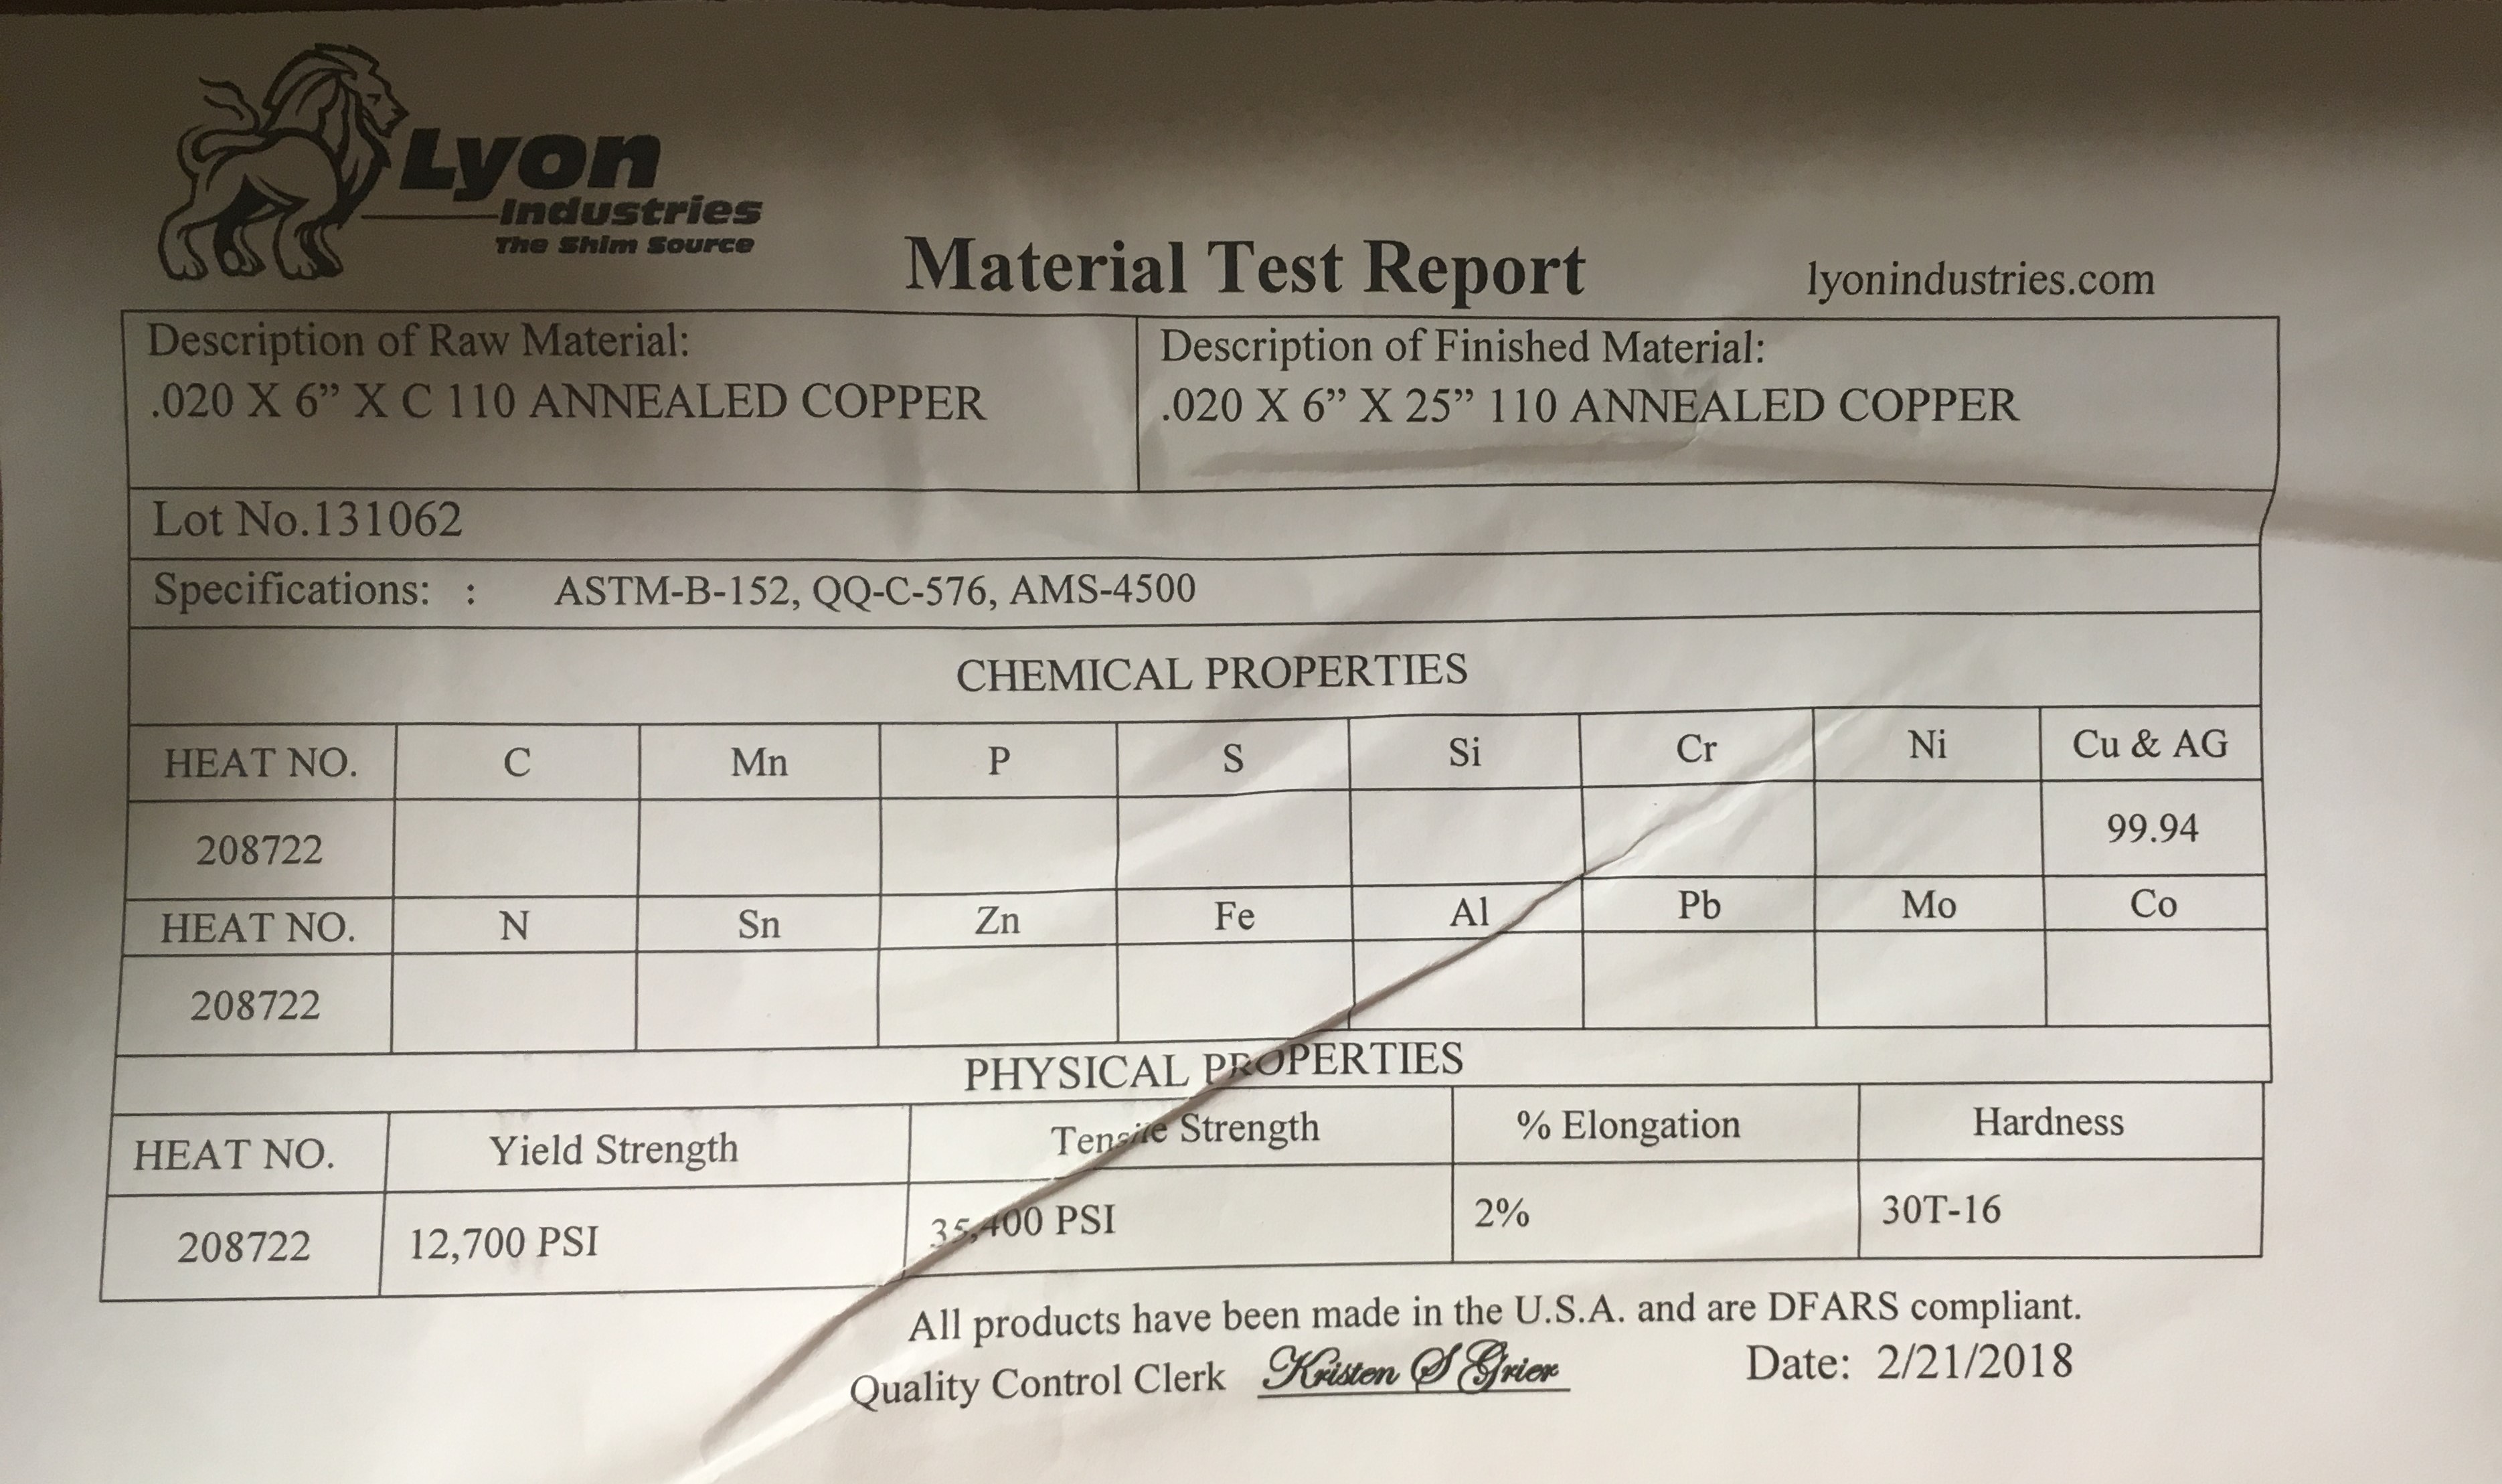 Lyon
Industries
The Shim Source
Material Test Report
lyonindustries.com
Description of Raw Material:
.020 X 6” X C 110 ANNEALED COPPER
Description of Finished Material:
.020 X 6” X 25” 110 ANNEALED COPPER
Lot No.131062
Specifications: : ASTM-B-152, QQ-C-576, AMS-4500
CHEMICAL PROPERTIES
HEAT NO. C Mn P S Si Cr Ni Cu & AG
208722 99.94
HEAT NO. N Sn Zn Fe Al Pb Mo Co
208722
PHYSICAL PROPERTIES
HEAT NO. Yield Strength Tensile Strength % Elongation Hardness
208722 12,700 PSI 35,400 PSI 2% 30T-16
All products have been made in the U.S.A. and are DFARS compliant.
Quality Control Clerk Kristen S Grier Date: 2/21/2018